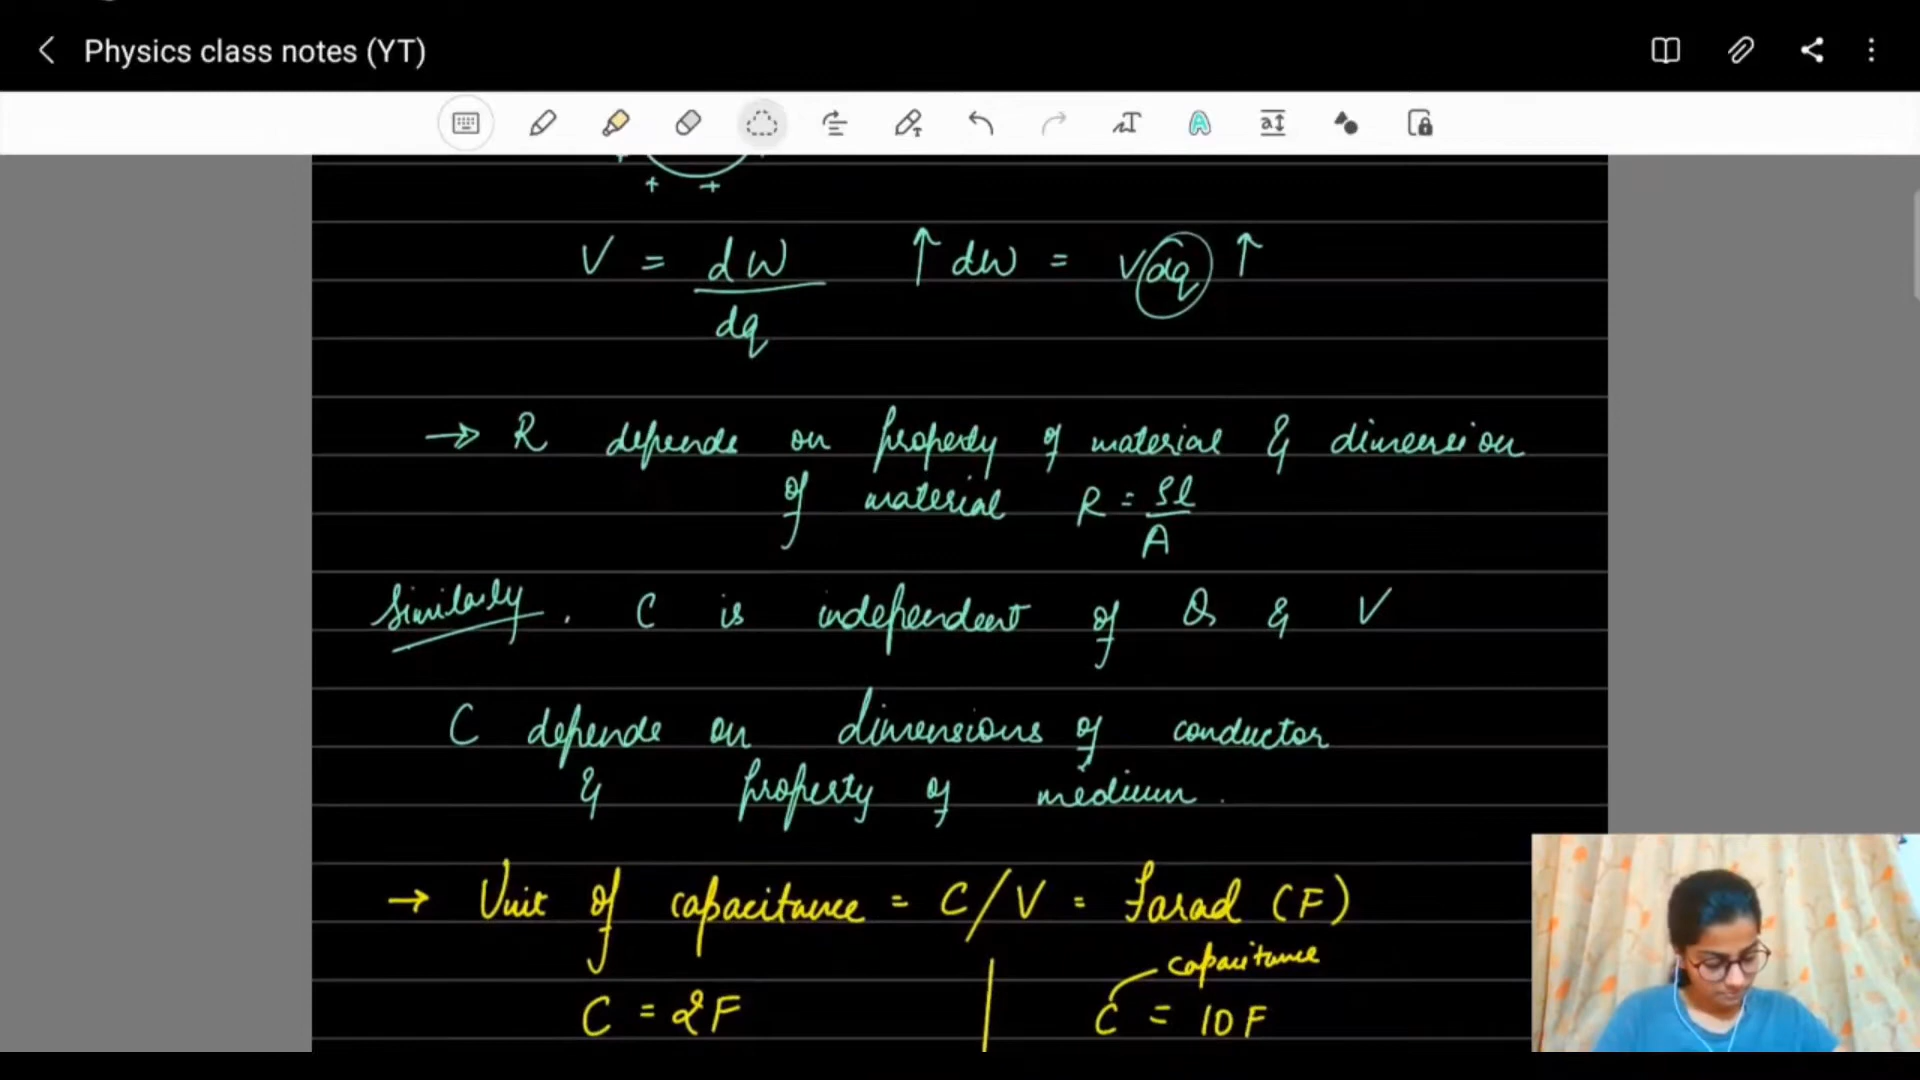 Physics class notes (YT)
+ +
V = dW/dq ↑ dW = Vdq ↑
→ R depends on property of material & dimension
of material R = ρl/A
Similarly, C is independent of Q & V
C depends on dimensions of conductor
& property of medium.
→ Unit of capacitance = C/V = farad (F)
capacitance
C = 2F | C = 10F